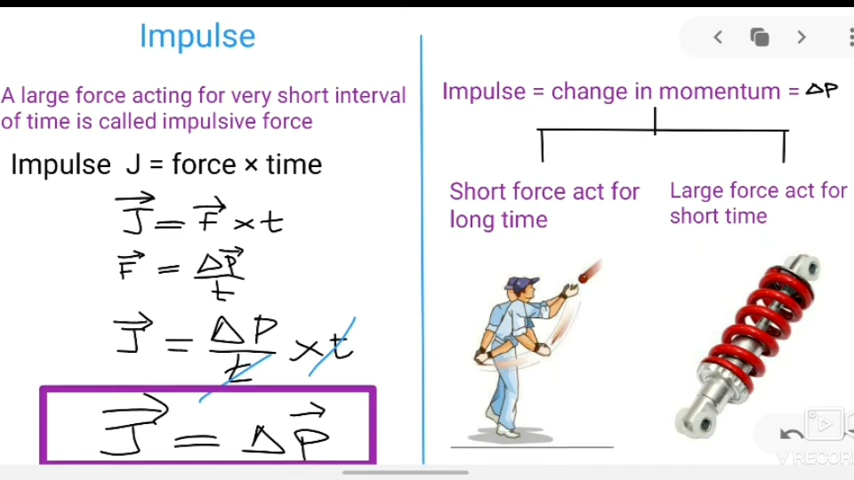 Impulse
A large force acting for very short interval
of time is called impulsive force
Impulse J = force × time
J⃗ = F⃗ × t
F⃗ = ΔP⃗/t
J⃗ = ΔP/t × t
J⃗ = ΔP⃗
Impulse = change in momentum = ΔP
Short force act for
long time
Large force act for
short time
V RECOR